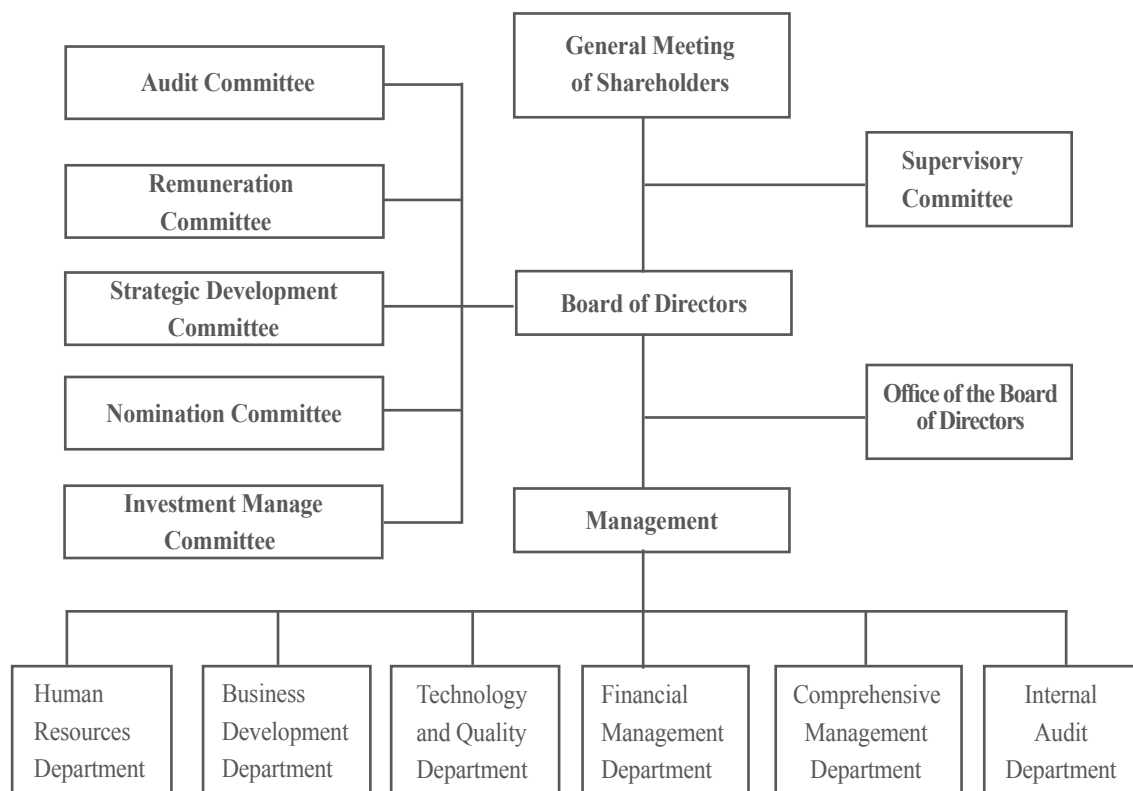 General Meeting
of Shareholders
Audit Committee
Supervisory
Committee
Remuneration
Committee
Strategic Development
Committee
Board of Directors
Office of the Board
of Directors
Nomination Committee
Investment Manage
Committee
Management
Human
Resources
Department
Business
Development
Department
Technology
and Quality
Department
Financial
Management
Department
Comprehensive
Management
Department
Internal
Audit
Department